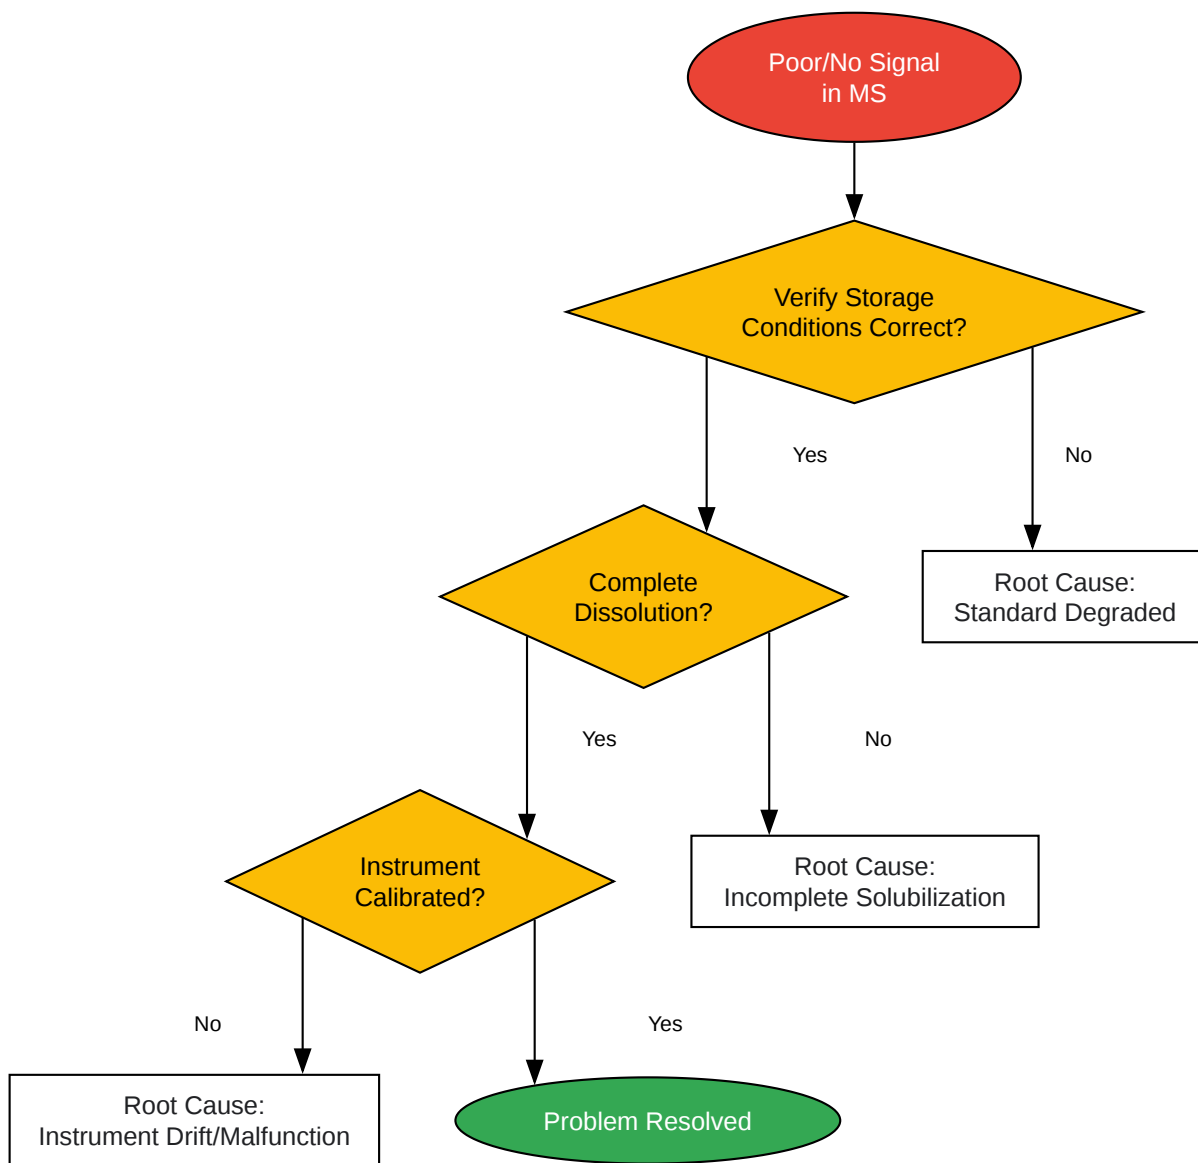 Poor/No Signal
in MS
Verify Storage
Conditions Correct?
Yes
No
Complete
Dissolution?
Root Cause:
Standard Degraded
Yes
No
Instrument
Calibrated?
Root Cause:
Incomplete Solubilization
No
Yes
Root Cause:
Instrument Drift/Malfunction
Problem Resolved